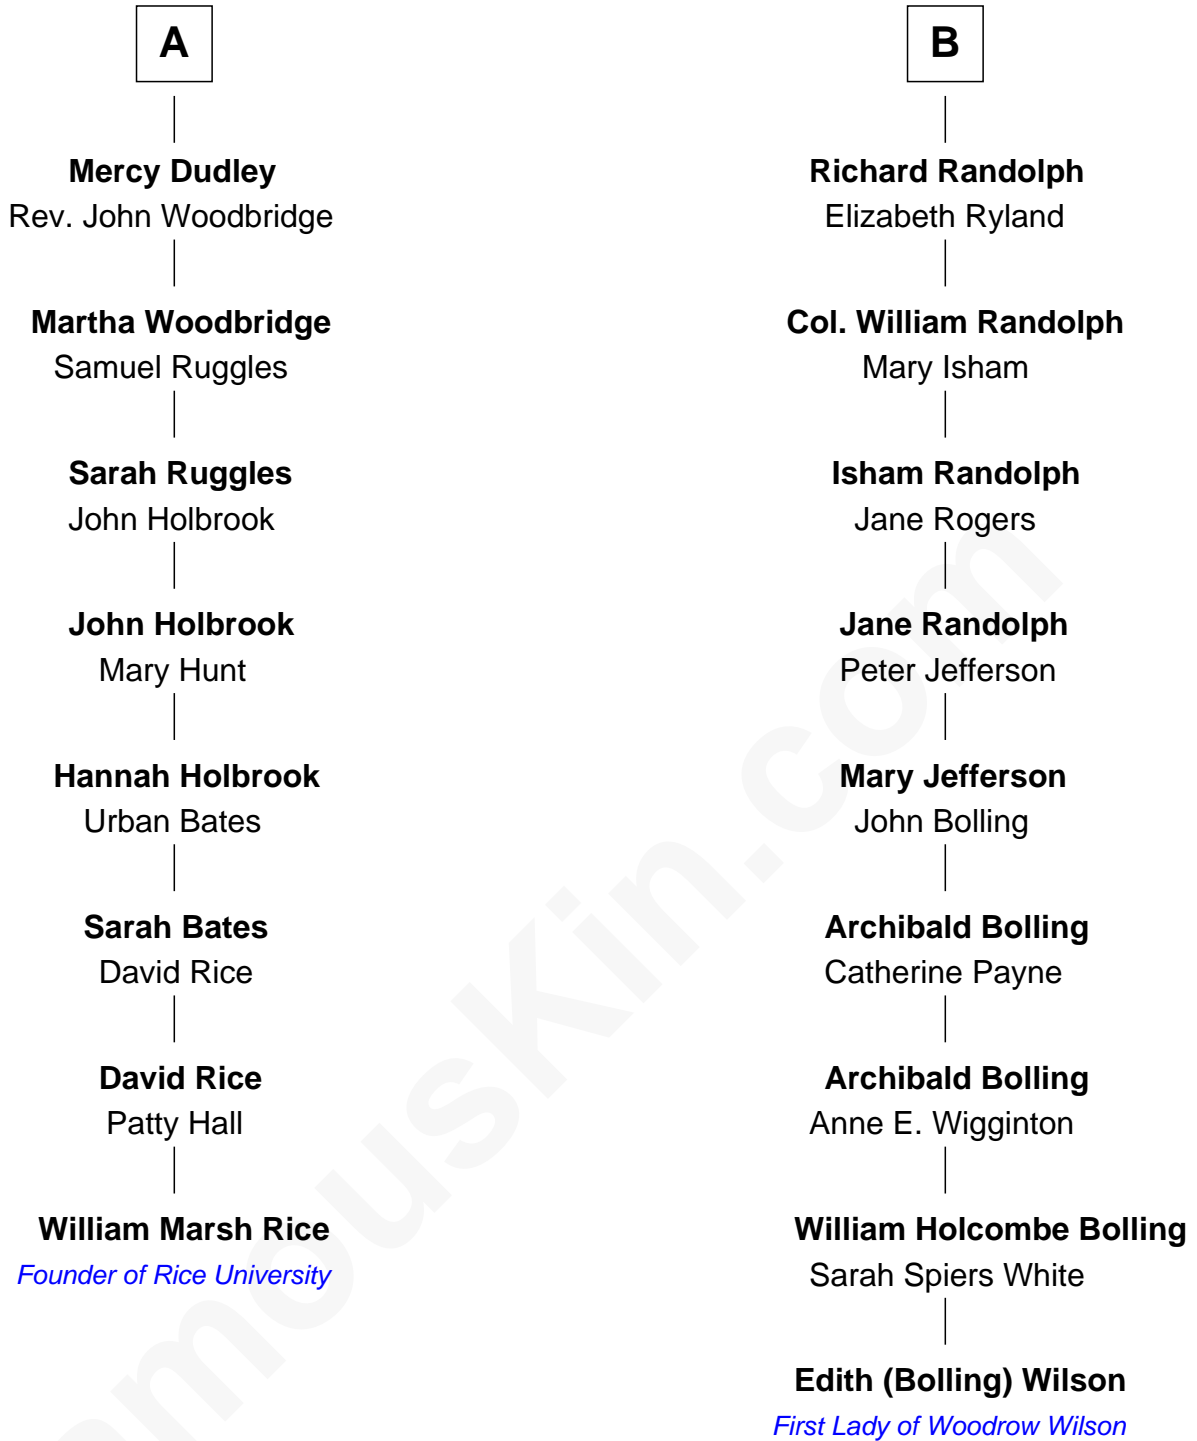 A
Mercy Dudley
Rev. John Woodbridge
Martha Woodbridge
Samuel Ruggles
Sarah Ruggles
John Holbrook
John Holbrook
Mary Hunt
Hannah Holbrook
Urban Bates
Sarah Bates
David Rice
David Rice
Patty Hall
William Marsh Rice
Founder of Rice University
B
Richard Randolph
Elizabeth Ryland
Col. William Randolph
Mary Isham
Isham Randolph
Jane Rogers
Jane Randolph
Peter Jefferson
Mary Jefferson
John Bolling
Archibald Bolling
Catherine Payne
Archibald Bolling
Anne E. Wigginton
William Holcombe Bolling
Sarah Spiers White
Edith (Bolling) Wilson
First Lady of Woodrow Wilson
amouskin.com